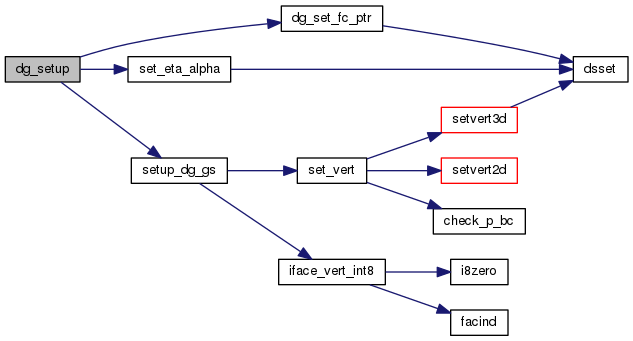 dg_set_fc_ptr
dg_setup
set_eta_alpha
dsset
setvert3d
setup_dg_gs
set_vert
setvert2d
check_p_bc
iface_vert_int8
i8zero
facind